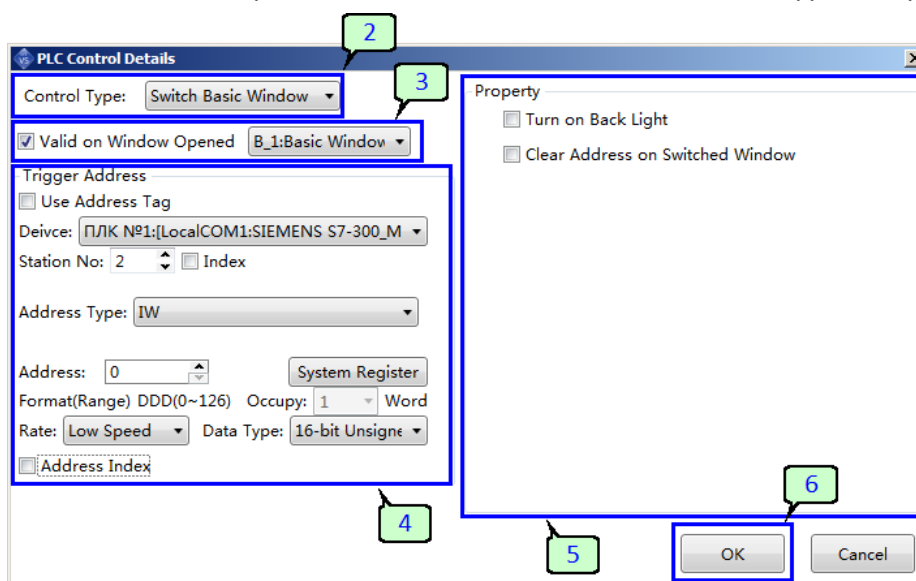 2
PLC Control Details
3
Control Type: Switch Basic Window
Property
Turn on Back Light
Valid on Window Opened B_1:Basic Window
Clear Address on Switched Window
Trigger Address
Use Address Tag
Deivce: ПЛК №1:[LocalCOM1:SIEMENS S7-300_M
Station No: 2 Index
Address Type: IW
Address: 0 System Register
Format(Range) DDD(0~126) Occupy: 1 Word
Rate: Low Speed Data Type: 16-bit Unsigne
Address Index
6
4
5
OK
Cancel